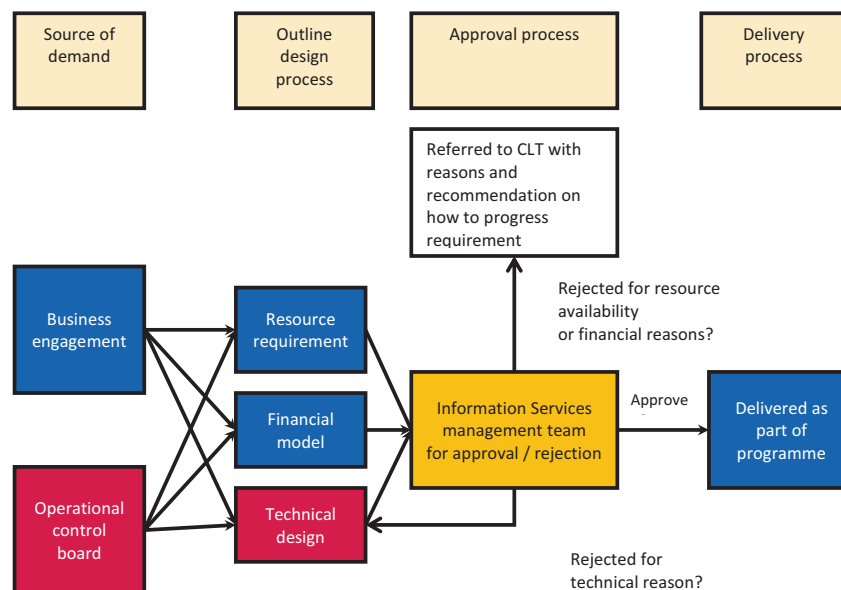 Source of
demand
Outline
design
process
Approval process
Delivery
process
Referred to CLT with
reasons and
recommendation on
how to progress
requirement
Rejected for resource
availability
or financial reasons?
Business
engagement
Resource
requirement
Financial
model
Information Services
management team
for approval / rejection
Approve
Delivered as
part of
programme
Operational
control
board
Technical
design
Rejected for
technical reason?